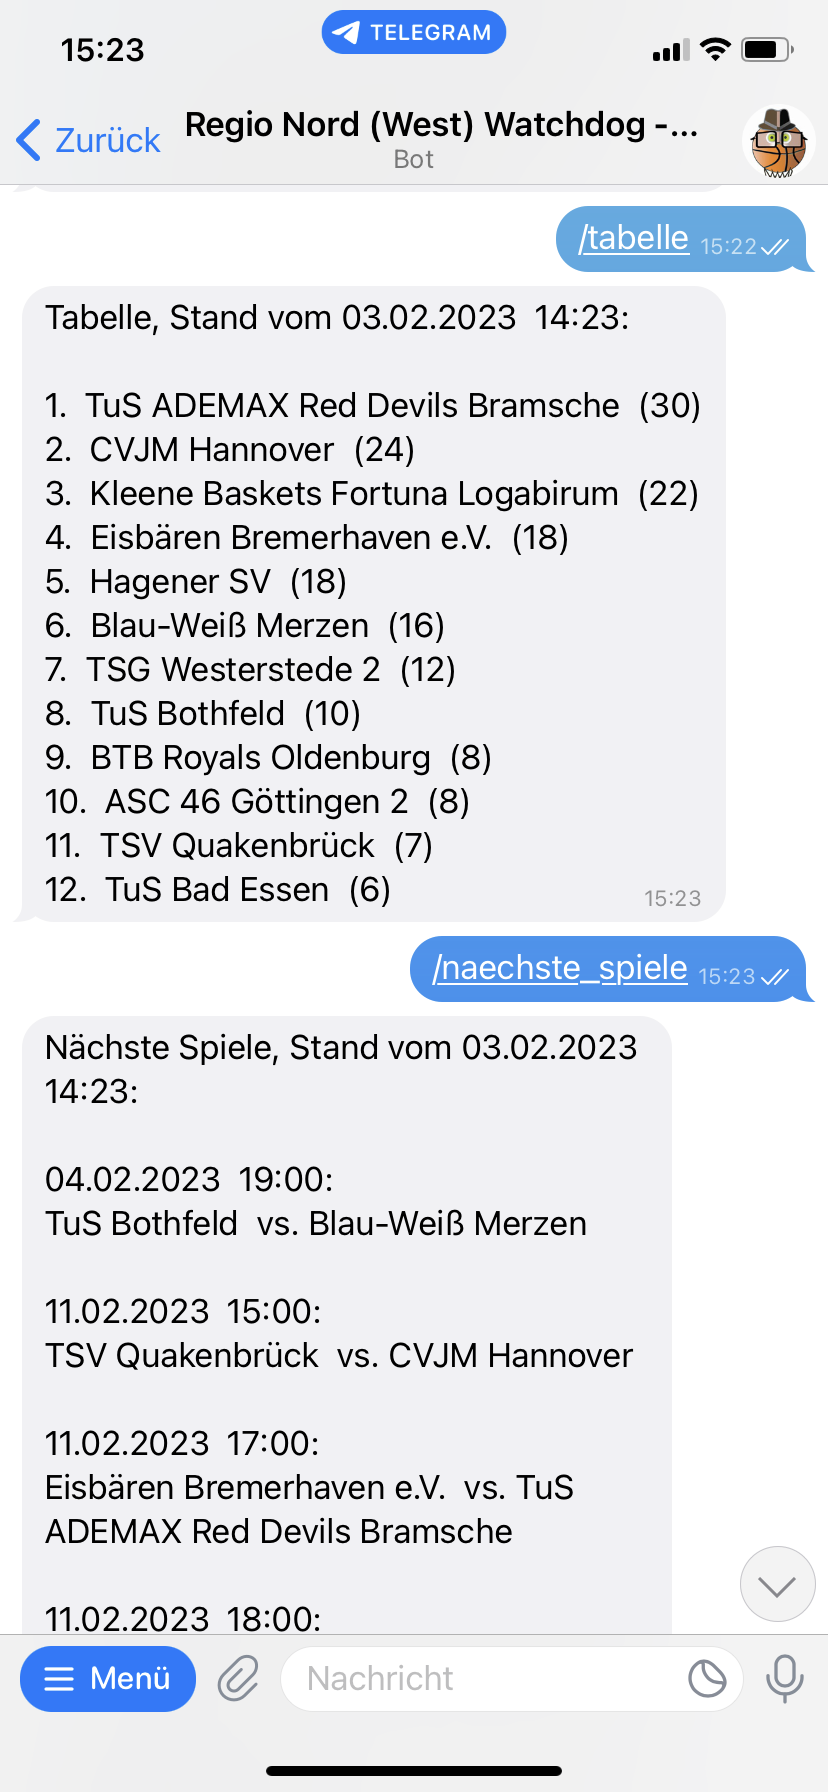 15:23
TELEGRAM
Zurück
Regio Nord (West) Watchdog -...
Bot
/tabelle 15:22
Tabelle, Stand vom 03.02.2023 14:23:
1. TuS ADEMAX Red Devils Bramsche (30)
2. CVJM Hannover (24)
3. Kleene Baskets Fortuna Logabirum (22)
4. Eisbären Bremerhaven e.V. (18)
5. Hagener SV (18)
6. Blau-Weiß Merzen (16)
7. TSG Westerstede 2 (12)
8. TuS Bothfeld (10)
9. BTB Royals Oldenburg (8)
10. ASC 46 Göttingen 2 (8)
11. TSV Quakenbrück (7)
12. TuS Bad Essen (6)
15:23
/naechste_spiele 15:23
Nächste Spiele, Stand vom 03.02.2023
14:23:
04.02.2023 19:00:
TuS Bothfeld vs. Blau-Weiß Merzen
11.02.2023 15:00:
TSV Quakenbrück vs. CVJM Hannover
11.02.2023 17:00:
Eisbären Bremerhaven e.V. vs. TuS
ADEMAX Red Devils Bramsche
11.02.2023 18:00:
Menü
Nachricht